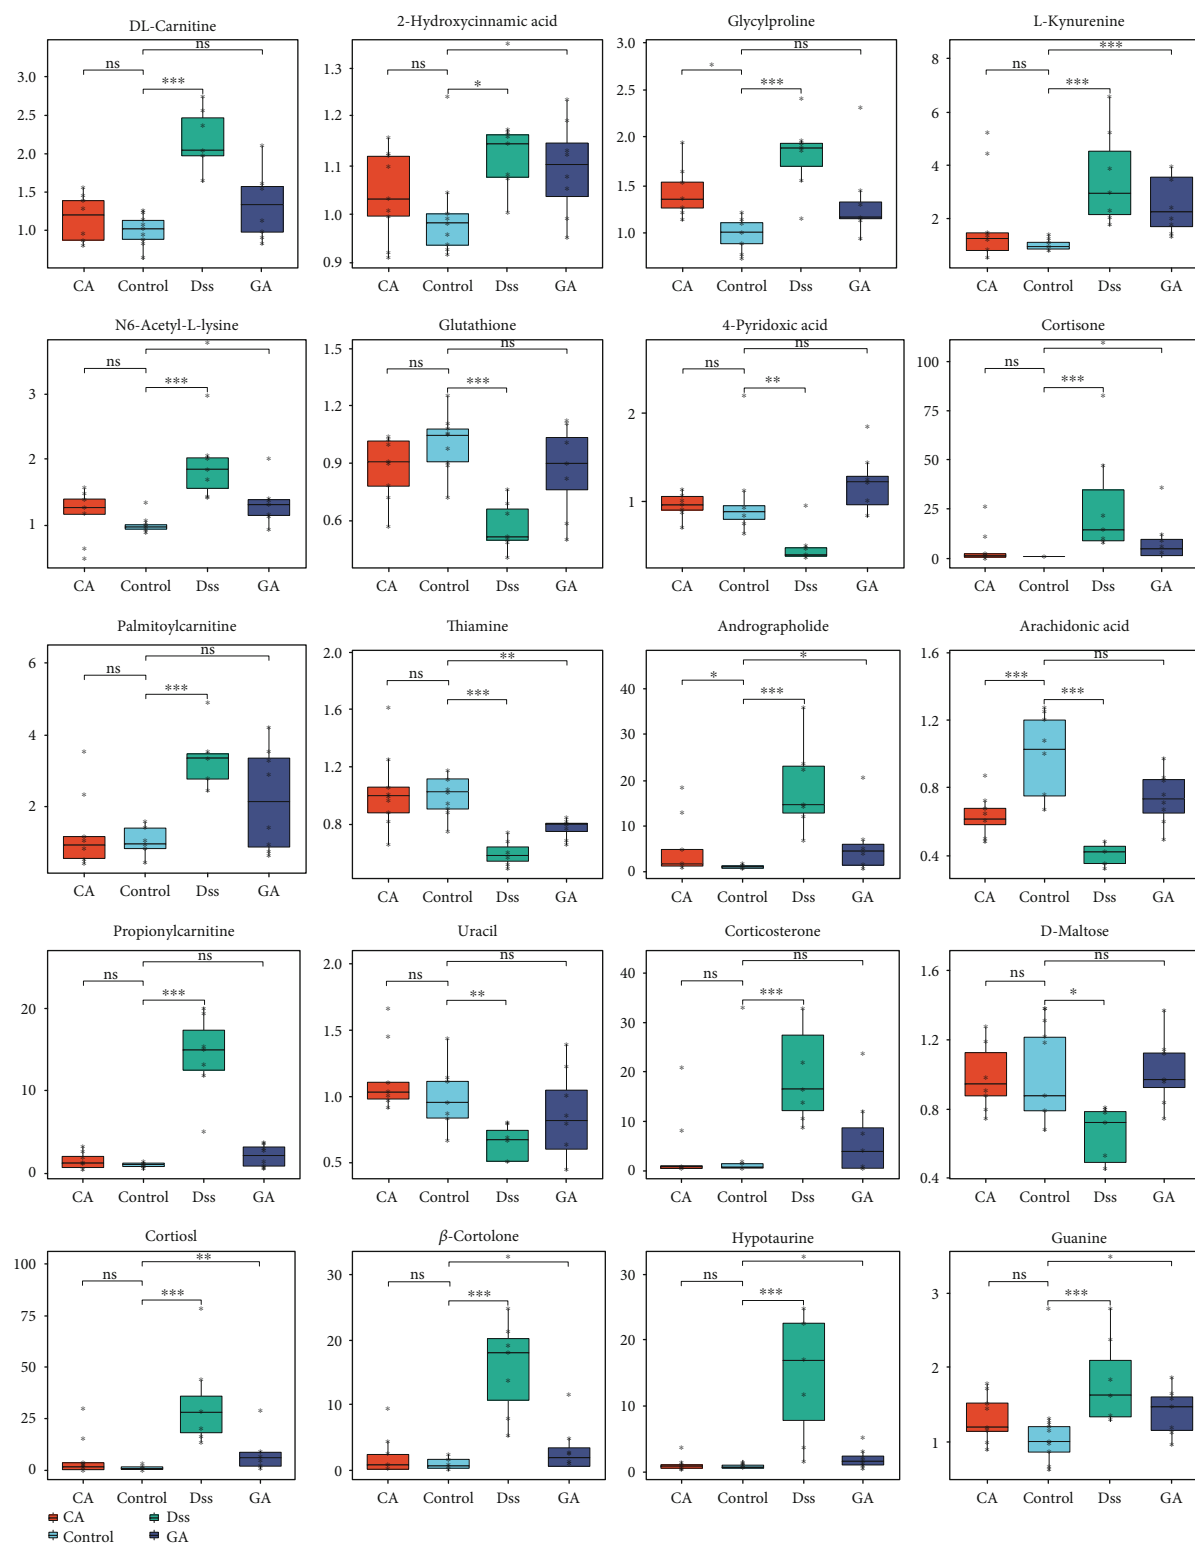 DL-Carnitine
2-Hydroxycinnamic acid
Glycylproline
L-Kynurenine
ns
ns
***
3.0
2.5
2.0
1.5
1.0
CA Control Dss GA
*
ns
*
1.3
1.2
1.1
1.0
0.9
CA Control Dss GA
ns
*
***
3.0
2.5
2.0
1.5
1.0
CA Control Dss GA
***
ns
***
8
6
4
2
CA Control Dss GA
N6-Acetyl-L-lysine
Glutathione
4-Pyridoxic acid
Cortisone
*
ns
***
3
2
1
CA Control Dss GA
ns
ns
***
1.5
1.2
0.9
0.6
CA Control Dss GA
ns
ns
**
2
1
CA Control Dss GA
*
ns
***
100
75
50
25
0
CA Control Dss GA
Palmitoylcarnitine
Thiamine
Andrographolide
Arachidonic acid
ns
ns
***
6
4
2
CA Control Dss GA
**
ns
***
2.0
1.6
1.2
0.8
CA Control Dss GA
*
*
***
40
30
20
10
0
CA Control Dss GA
ns
***
***
1.6
1.2
0.8
0.4
CA Control Dss GA
Propionylcarnitine
Uracil
Corticosterone
D-Maltose
ns
ns
***
20
10
0
CA Control Dss GA
ns
ns
**
2.0
1.5
1.0
0.5
CA Control Dss GA
ns
ns
***
40
30
20
10
0
CA Control Dss GA
ns
ns
*
1.6
1.2
0.8
0.4
CA Control Dss GA
Cortiosl
β-Cortolone
Hypotaurine
Guanine
**
ns
***
100
75
50
25
0
CA Control Dss GA
*
ns
***
30
20
10
0
CA Control Dss GA
*
ns
***
30
20
10
0
CA Control Dss GA
*
ns
***
3
2
1
CA Control Dss GA
CA Dss
Control GA